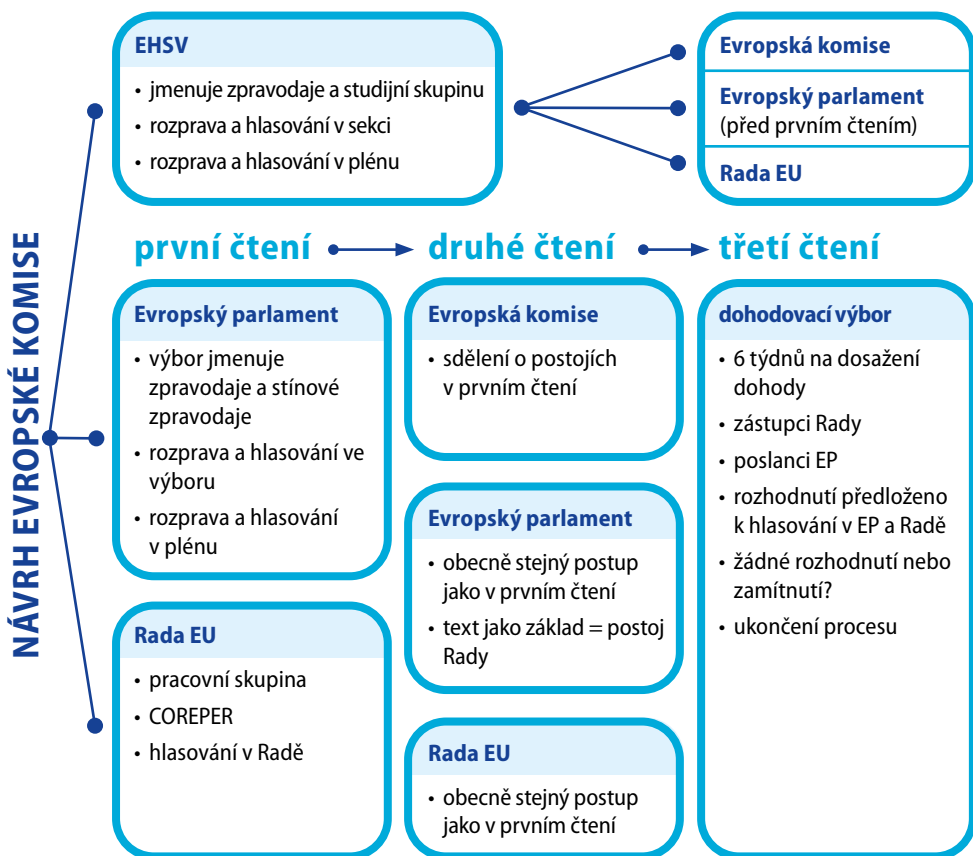 NÁVRH EVROPSKÉ KOMISE
EHSV
• jmenuje zpravodaje a studijní skupinu
• rozprava a hlasování v sekci
• rozprava a hlasování v plénu
Evropská komise
Evropský parlament
(před prvním čtením)
Rada EU
první čtení
druhé čtení
třetí čtení
Evropský parlament
• výbor jmenuje
zpravodaje a stínové
zpravodaje
• rozprava a hlasování ve
výboru
• rozprava a hlasování
v plénu
Rada EU
• pracovní skupina
• COREPER
• hlasování v Radě
Evropská komise
• sdělení o postojích
v prvním čtení
Evropský parlament
• obecně stejný postup
jako v prvním čtení
• text jako základ = postoj
Rady
Rada EU
• obecně stejný postup
jako v prvním čtení
dohodovací výbor
• 6 týdnů na dosažení
dohody
• zástupci Rady
• poslanci EP
• rozhodnutí předloženo
k hlasování v EP a Radě
• žádné rozhodnutí nebo
zamítnutí?
• ukončení procesu